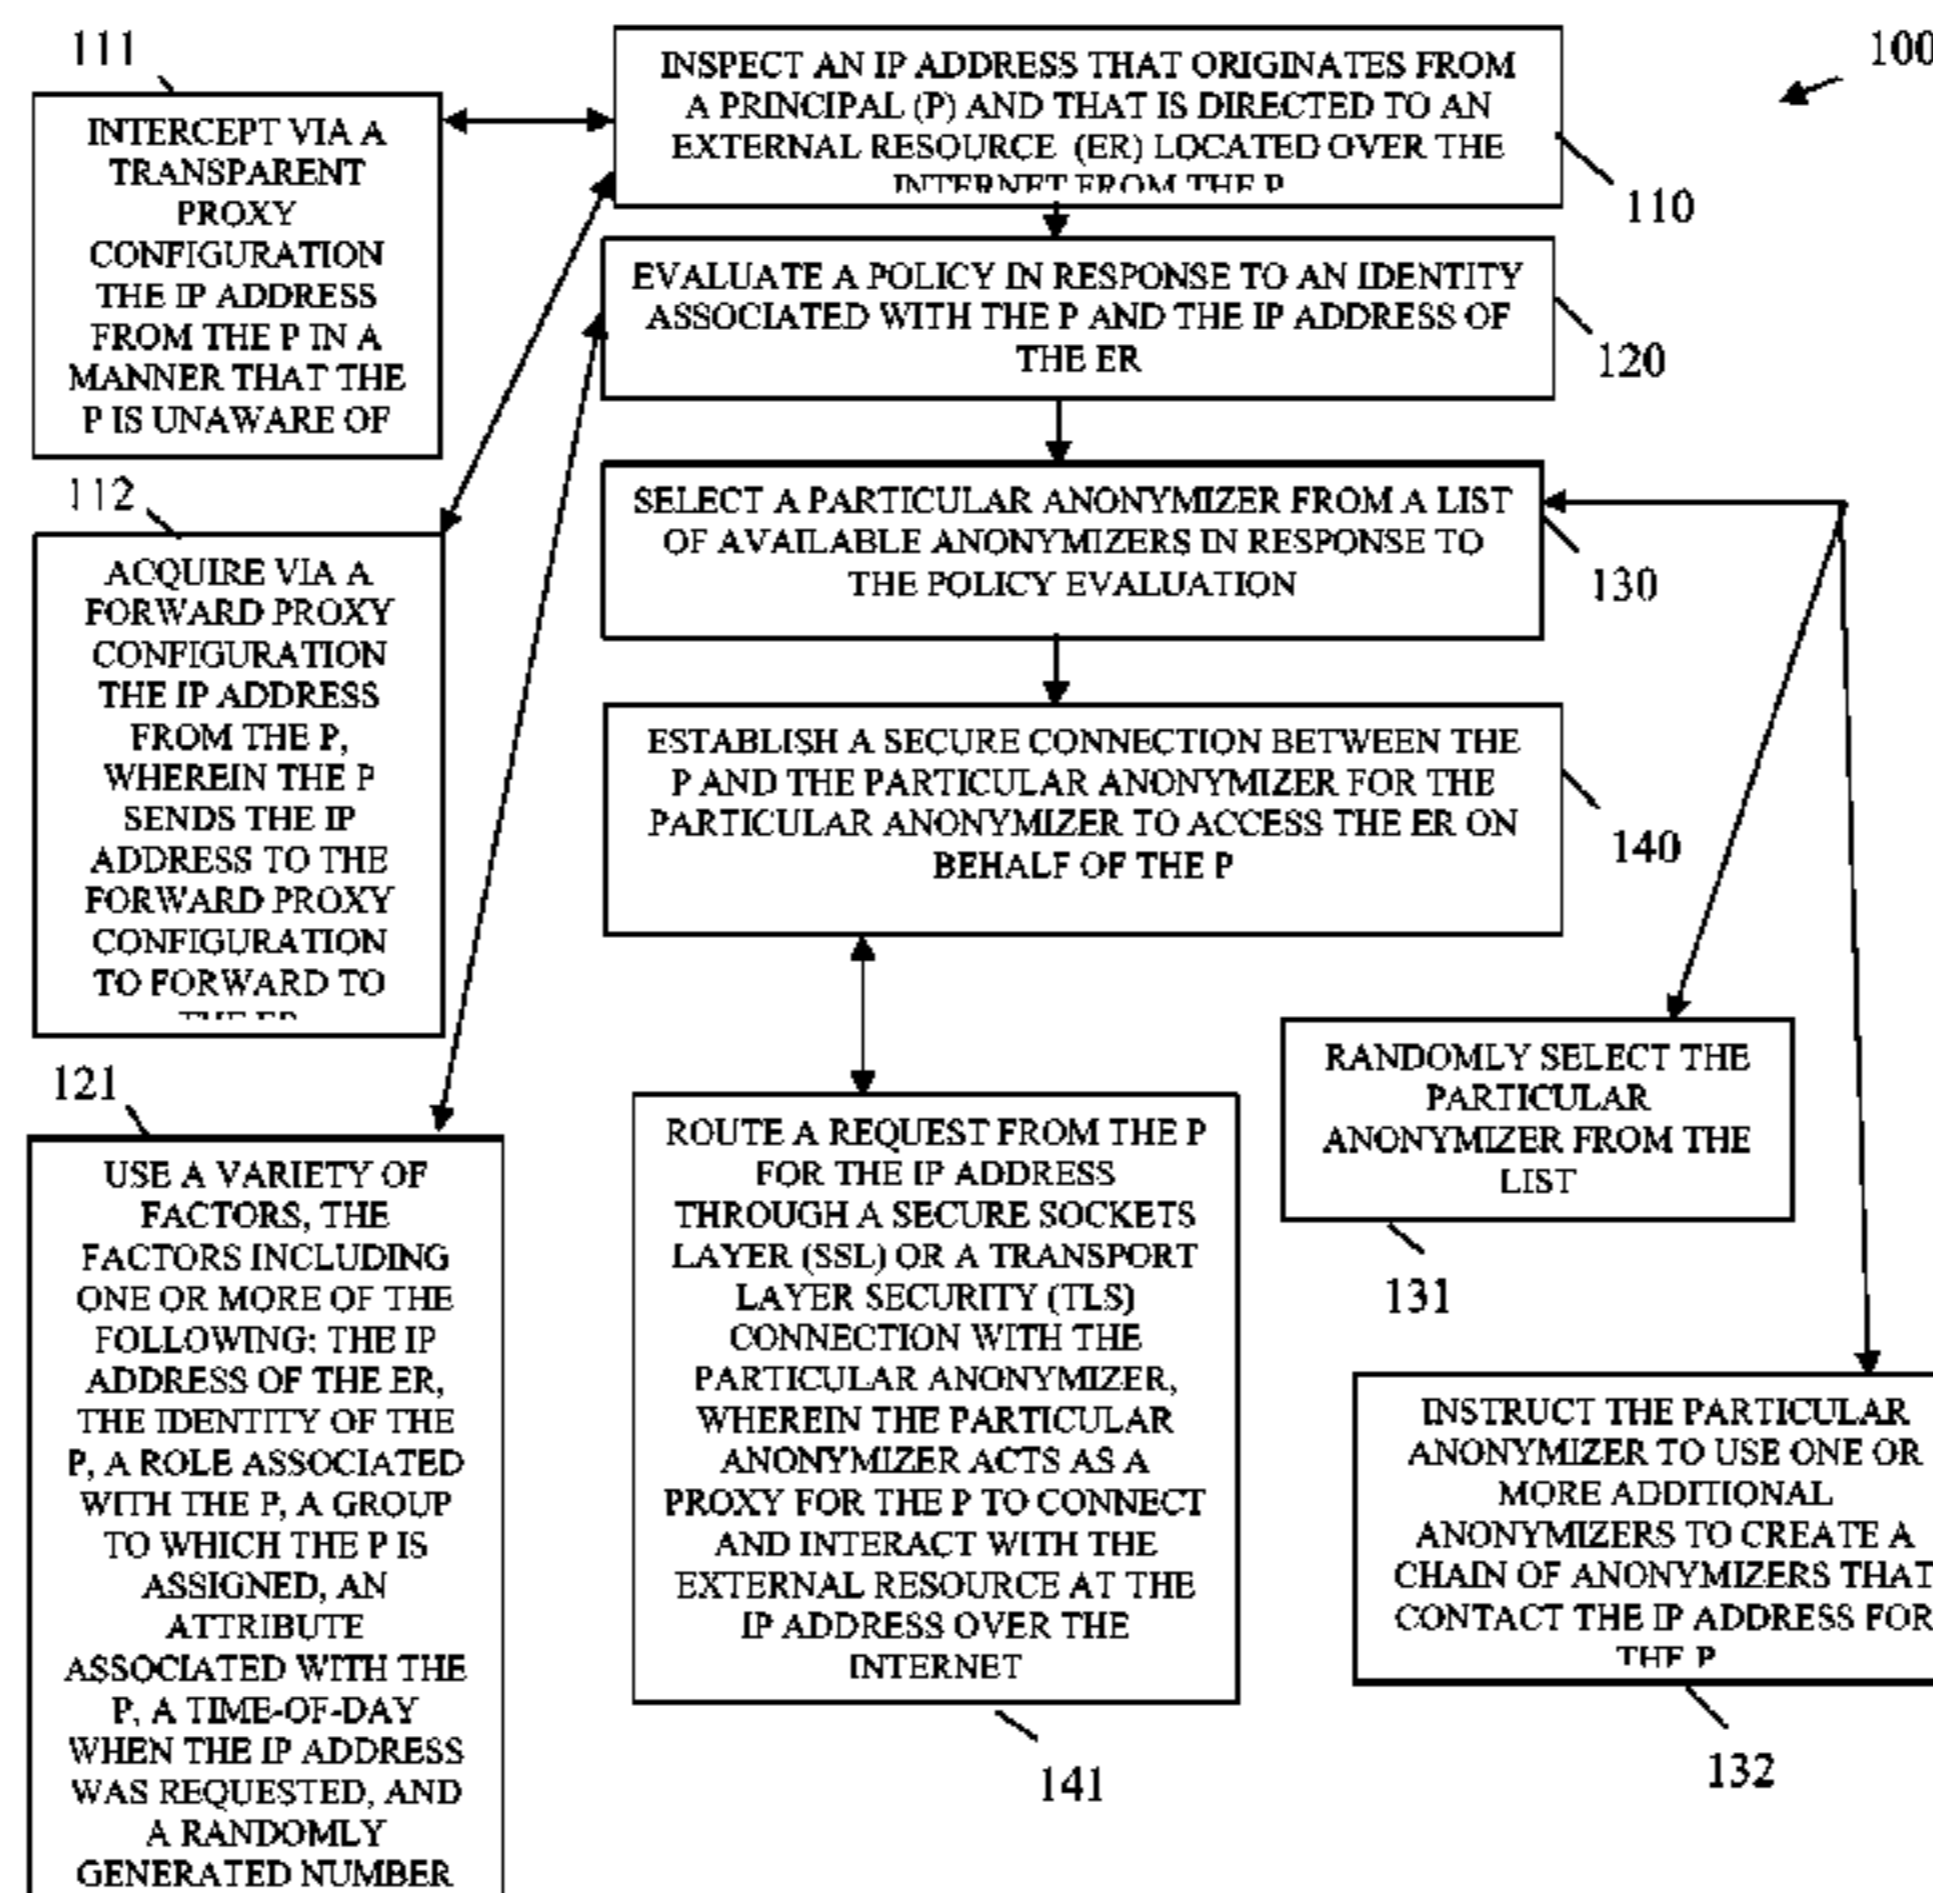 100
111
INTERCEPT VIA A
TRANSPARENT
PROXY
CONFIGURATION
THE IP ADDRESS
FROM THE P IN A
MANNER THAT THE
P IS UNAWARE OF
INSPECT AN IP ADDRESS THAT ORIGINATES FROM
A PRINCIPAL (P) AND THAT IS DIRECTED TO AN
EXTERNAL RESOURCE (ER) LOCATED OVER THE
INTERNET FROM THE P
110
EVALUATE A POLICY IN RESPONSE TO AN IDENTITY
ASSOCIATED WITH THE P AND THE IP ADDRESS OF
THE ER
120
112
ACQUIRE VIA A
FORWARD PROXY
CONFIGURATION
THE IP ADDRESS
FROM THE P,
WHEREIN THE P
SENDS THE IP
ADDRESS TO THE
FORWARD PROXY
CONFIGURATION
TO FORWARD TO
THE ER
SELECT A PARTICULAR ANONYMIZER FROM A LIST
OF AVAILABLE ANONYMIZERS IN RESPONSE TO
THE POLICY EVALUATION
130
ESTABLISH A SECURE CONNECTION BETWEEN THE
P AND THE PARTICULAR ANONYMIZER FOR THE
PARTICULAR ANONYMIZER TO ACCESS THE ER ON
BEHALF OF THE P
140
121
USE A VARIETY OF
FACTORS, THE
FACTORS INCLUDING
ONE OR MORE OF THE
FOLLOWING: THE IP
ADDRESS OF THE ER,
THE IDENTITY OF THE
P, A ROLE ASSOCIATED
WITH THE P, A GROUP
TO WHICH THE P IS
ASSIGNED, AN
ATTRIBUTE
ASSOCIATED WITH THE
P, A TIME-OF-DAY
WHEN THE IP ADDRESS
WAS REQUESTED, AND
A RANDOMLY
GENERATED NUMBER
ROUTE A REQUEST FROM THE P
FOR THE IP ADDRESS
THROUGH A SECURE SOCKETS
LAYER (SSL) OR A TRANSPORT
LAYER SECURITY (TLS)
CONNECTION WITH THE
PARTICULAR ANONYMIZER,
WHEREIN THE PARTICULAR
ANONYMIZER ACTS AS A
PROXY FOR THE P TO CONNECT
AND INTERACT WITH THE
EXTERNAL RESOURCE AT THE
IP ADDRESS OVER THE
INTERNET
141
RANDOMLY SELECT THE
PARTICULAR
ANONYMIZER FROM THE
LIST
131
INSTRUCT THE PARTICULAR
ANONYMIZER TO USE ONE OR
MORE ADDITIONAL
ANONYMIZERS TO CREATE A
CHAIN OF ANONYMIZERS THAT
CONTACT THE IP ADDRESS FOR
THE P
132